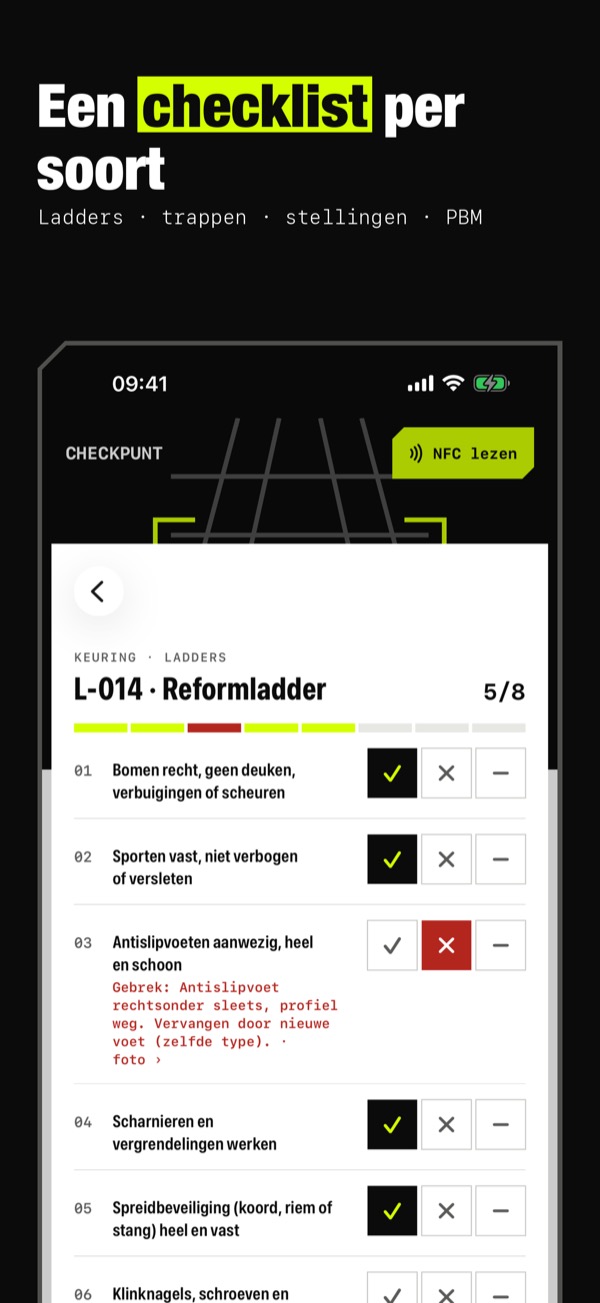 Een checklist per
soort
Ladders · trappen · stellingen · PBM
09:41
CHECKPUNT
NFC lezen
KEURING · LADDERS
L-014 · Reformladder
5/8
01 Bomen recht, geen deuken,
verbuigingen of scheuren
02 Sporten vast, niet verbogen
of versleten
03 Antislipvoeten aanwezig, heel
en schoon
Gebrek: Antislipvoet
rechtsonder sleets, profiel
weg. Vervangen door nieuwe
voet (zelfde type). ·
foto ›
04 Scharnieren en
vergrendelingen werken
05 Spreidbeveiliging (koord, riem of
stang) heel en vast
06 Klinknagels, schroeven en